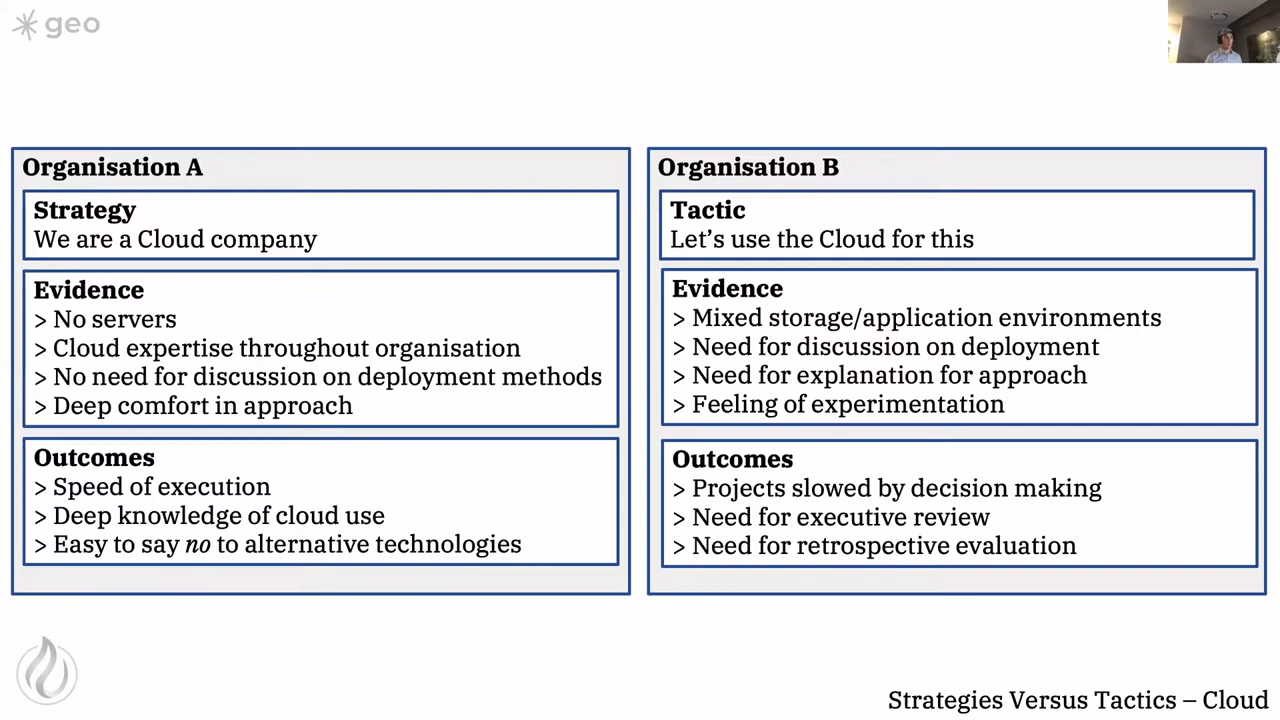 geo
Organisation A
Strategy
We are a Cloud company
Evidence
> No servers
> Cloud expertise throughout organisation
> No need for discussion on deployment methods
> Deep comfort in approach
Outcomes
> Speed of execution
> Deep knowledge of cloud use
> Easy to say no to alternative technologies
Organisation B
Tactic
Let’s use the Cloud for this
Evidence
> Mixed storage/application environments
> Need for discussion on deployment
> Need for explanation for approach
> Feeling of experimentation
Outcomes
> Projects slowed by decision making
> Need for executive review
> Need for retrospective evaluation
Strategies Versus Tactics – Cloud